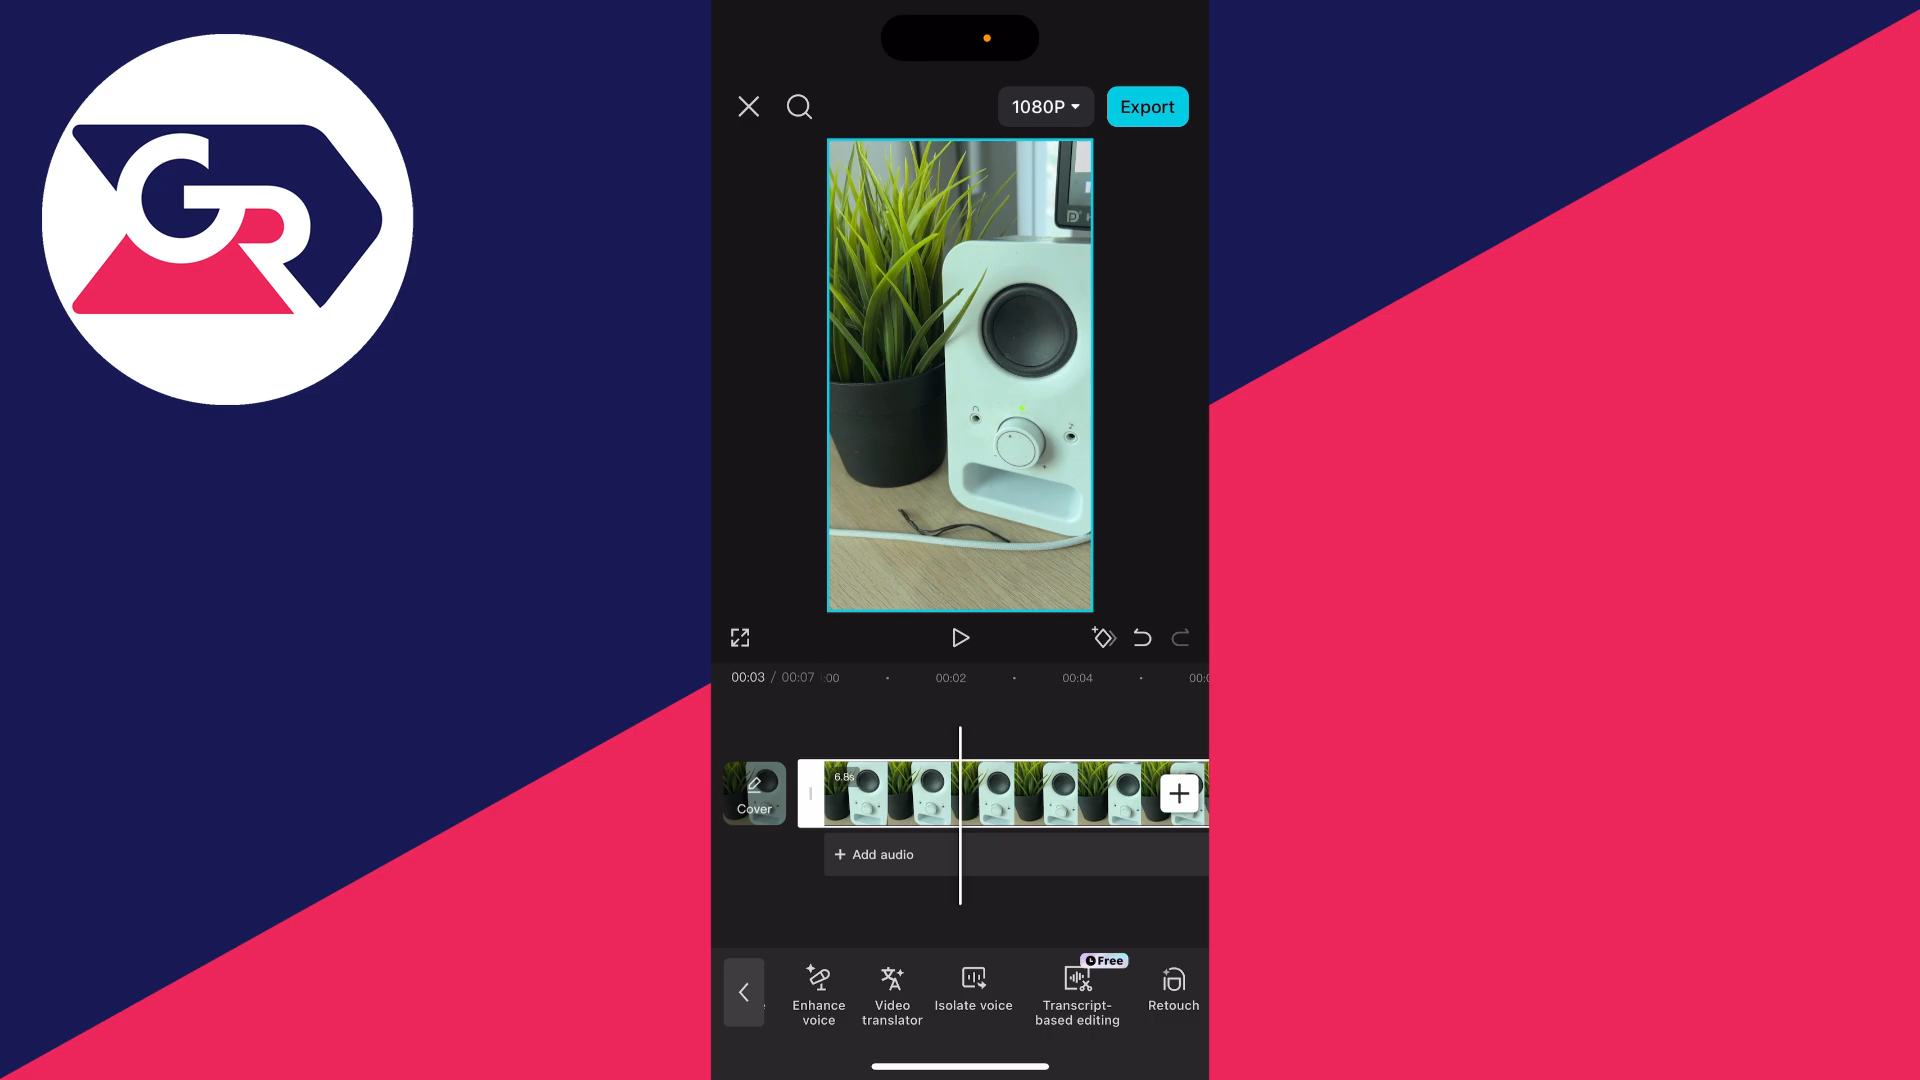 GR
1080P
Export
00:03 / 00:07
:00
00:02
00:04
6.8s
Cover
+ Add audio
Free
Enhance
voice
Video
translator
Isolate voice
Transcript-
based editing
Retouch